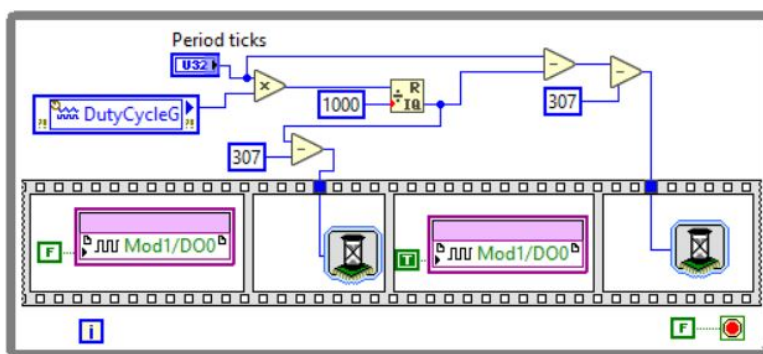 Period ticks
U32
×
R
÷
IQ
1000
−
−
307
DutyCycleG
?!
?!
−
307
F
Mod1/DO0
T
Mod1/DO0
i
F